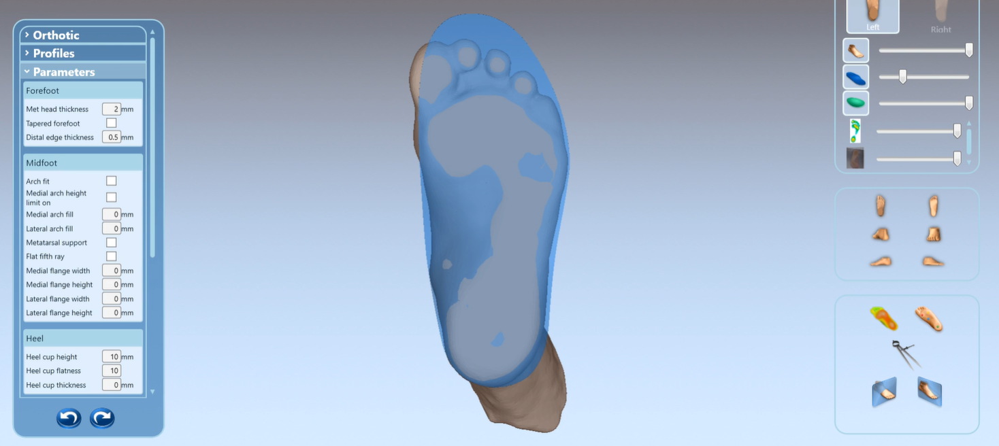 Orthotic
Profiles
Parameters
Forefoot
Met head thickness 2 mm
Tapered forefoot
Distal edge thickness 0.5 mm
Midfoot
Arch fit
Medial arch height
limit on
Medial arch fill 0 mm
Lateral arch fill 0 mm
Metatarsal support
Flat fifth ray
Medial flange width 0 mm
Medial flange height 0 mm
Lateral flange width 0 mm
Lateral flange height 0 mm
Heel
Heel cup height 10 mm
Heel cup flatness 10
Heel cup thickness 0 mm
Left Right